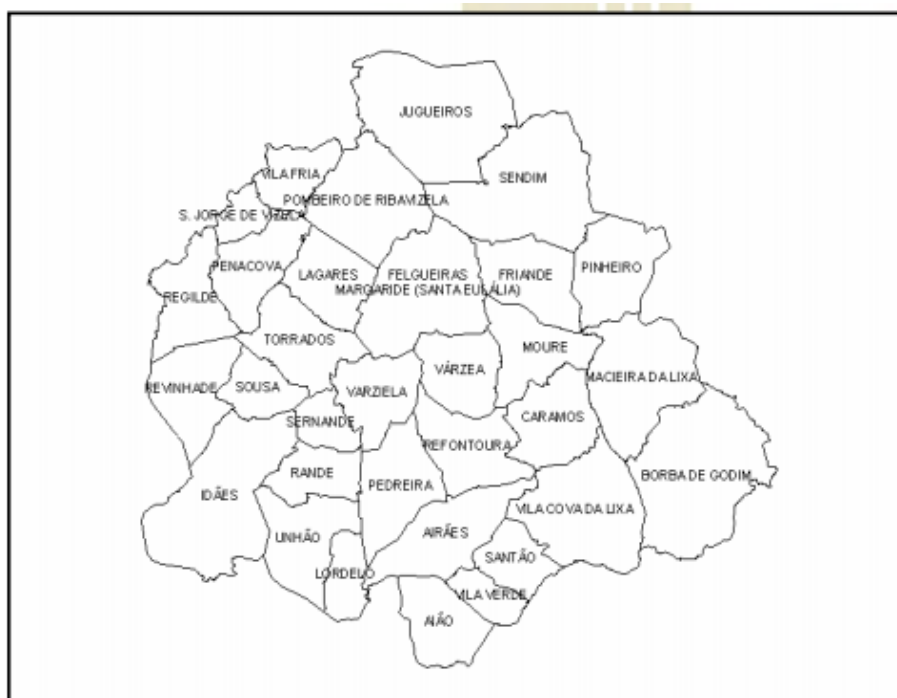 JUGUEIROS
SENDIM
VILA FRIA
POMBEIRO DE RIBAVIZELA
S. JORGE DE VIZELA
PENACOVA
LAGARES
FELGUEIRAS
MARGARIDE (SANTA EULÁLIA)
FRIANDE
PINHEIRO
REGILDE
TORRADOS
MOURE
VÁRZEA
MACIEIRA DA LIXA
REVINHADE
SOUSA
VARZIELA
SERNANDE
CARAMOS
REFONTOURA
RANDE
PEDREIRA
BORBA DE GODIM
IDÃES
VILA COVA DA LIXA
UNHÃO
AIRÃES
SANTÃO
LORDELO
VILA VERDE
AIÃO